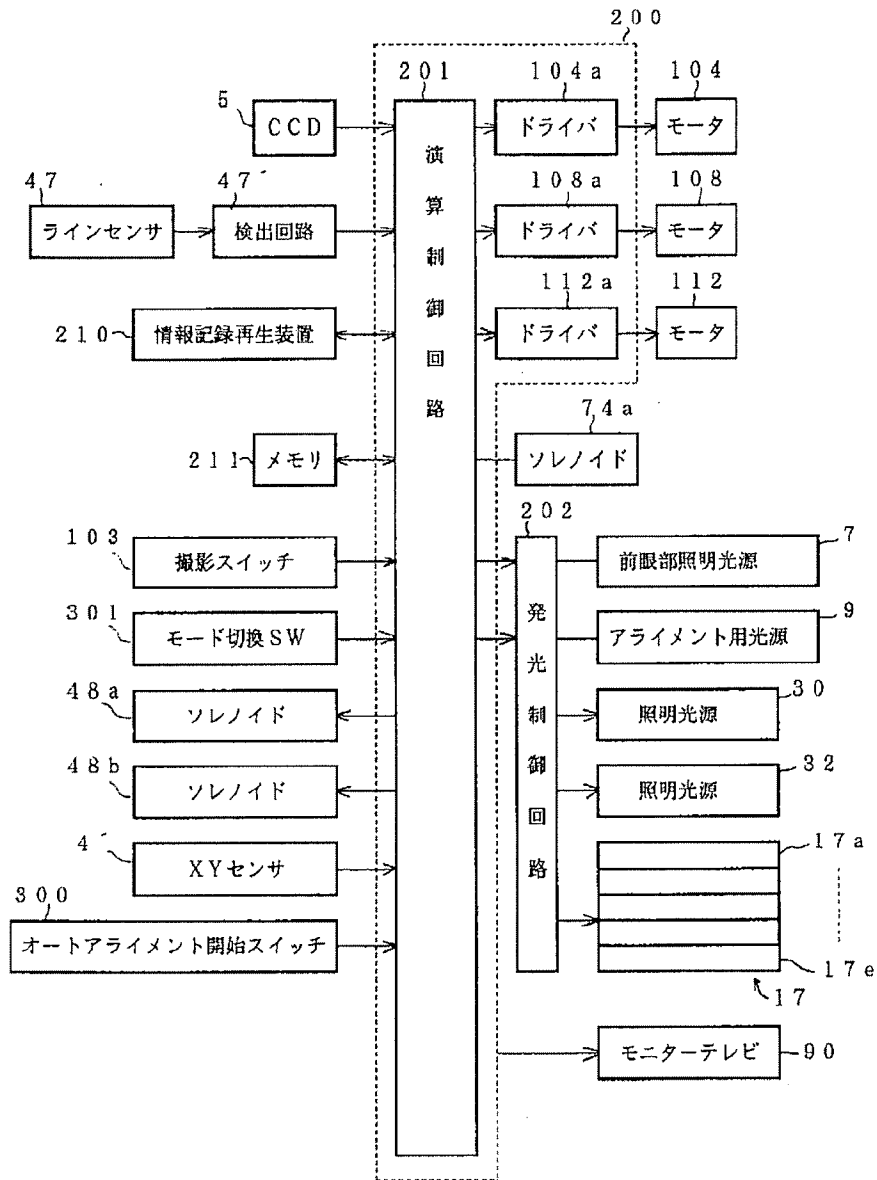 200
201
104a
104
5
CCD
ドライバ
モータ
47
47'
108a
108
ラインセンサ
検出回路
ドライバ
モータ
112a
112
210
情報記録再生装置
ドライバ
モータ
演算制御回路
74a
211
メモリ
ソレノイド
202
103
撮影スイッチ
前眼部照明光源
7
301
モード切換SW
アライメント用光源
9
48a
ソレノイド
照明光源
30
48b
ソレノイド
照明光源
32
発光制御回路
4
XYセンサ
17a
300
オートアライメント開始スイッチ
17e
17
モニターテレビ
90